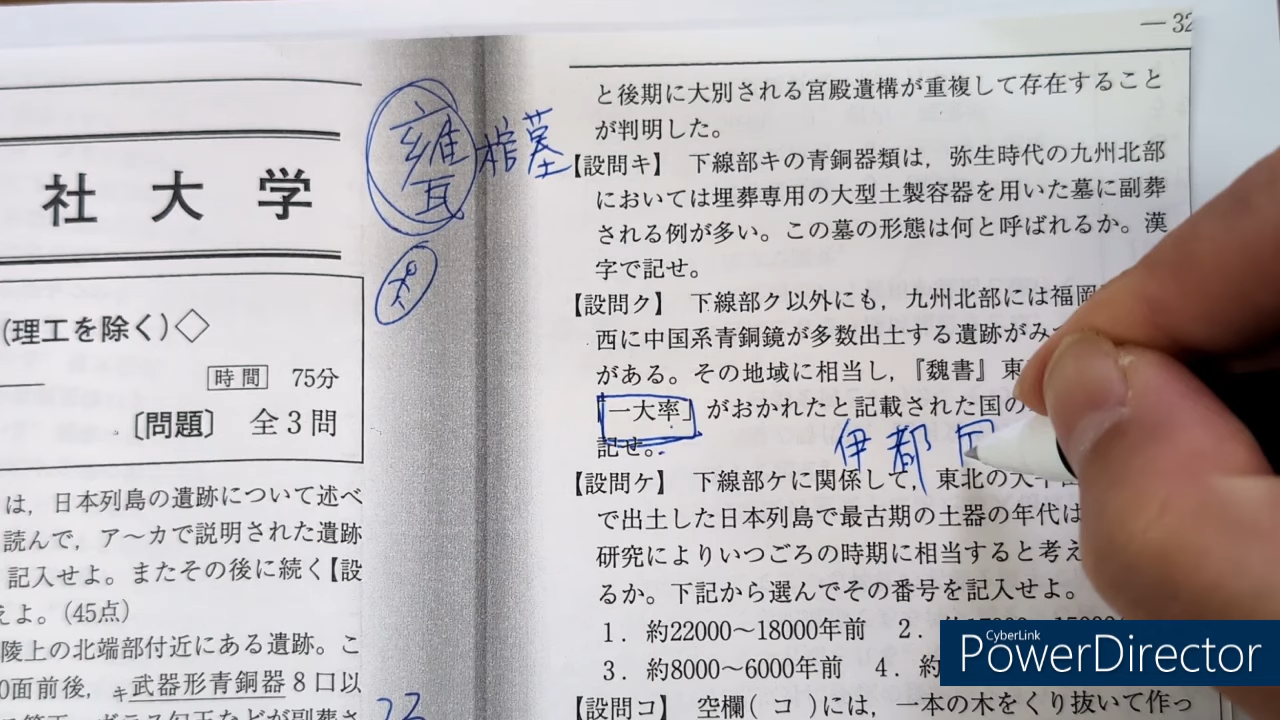 社大学
(理工を除く)◇
時間 75分
〔問題〕 全3問
は，日本列島の遺跡について述べ
読んで，ア～カで説明された遺跡
記入せよ。またその後に続く【設
えよ。(45点)
陵上の北端部付近にある遺跡。こ
0面前後，キ武器形青銅器8口以
甕棺墓
―32
と後期に大別される宮殿遺構が重複して存在すること
が判明した。
【設問キ】 下線部キの青銅器類は，弥生時代の九州北部
においては埋葬専用の大型土製容器を用いた墓に副葬
される例が多い。この墓の形態は何と呼ばれるか。漢
字で記せ。
【設問ク】 下線部ク以外にも，九州北部には福岡
西に中国系青銅鏡が多数出土する遺跡がみ
がある。その地域に相当し，『魏書』東
「一大率」がおかれたと記載された国の
記せ。
伊都
【設問ケ】 下線部ケに関係して，東北の大
で出土した日本列島で最古期の土器の年代は
研究によりいつごろの時期に相当すると考え
るか。下記から選んでその番号を記入せよ。
1．約22000～18000年前 2．
3．約8000～6000年前 4．約
【設問コ】 空欄(コ)には，一本の木をくり抜いて作っ
CyberLink
PowerDirector